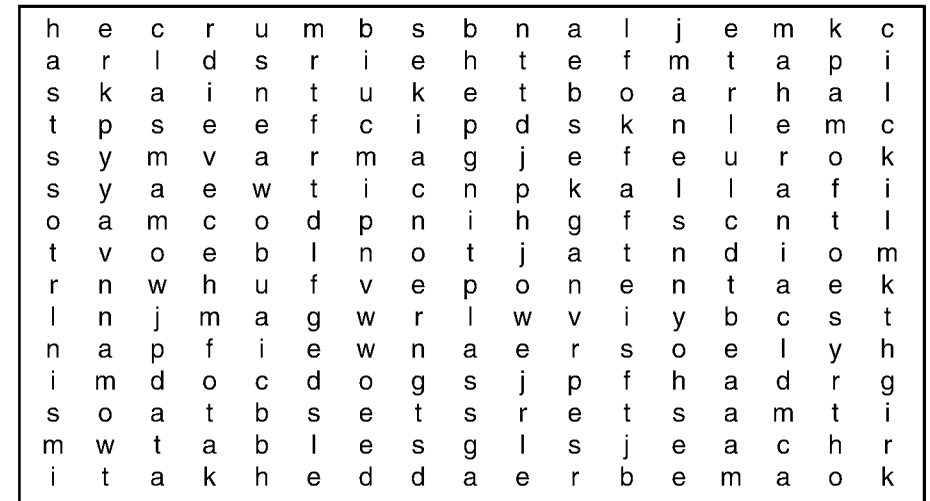 h e c r u m b s b n a l j e m k c
a r l d s r i e h t e f m t a p i
s k a i n t u k e t b o a r h a l
t p s e e f c i p d s k n l e m c
s y m v a r m a g j e f e u r o k
s y a e w t i c n p k a l l a f i
o a m c o d p n i h g f s c n t l
t v o e b l n o t j a t n d i o m
r n w h u f v e p o n e n t a e k
l n j m a g w r l w v i y b c s t
n a p f i e w n a e r s o e l y h
i m d o c d o g s j p f h a d r g
s o a t b s e t s r e t s a m t i
m w t a b l e s g l s j e a c h r
i t a k h e d d a e r b e m a o k